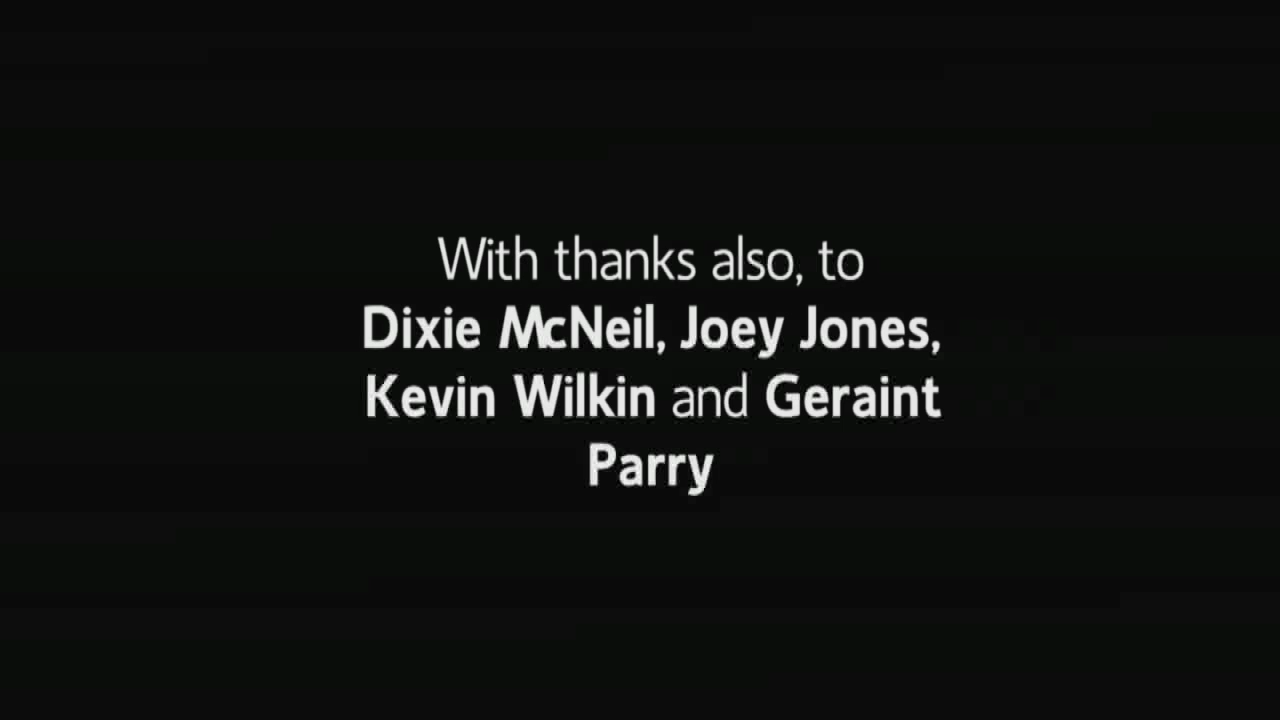 With thanks also, to
Dixie McNeil, Joey Jones,
Kevin Wilkin and Geraint
Parry